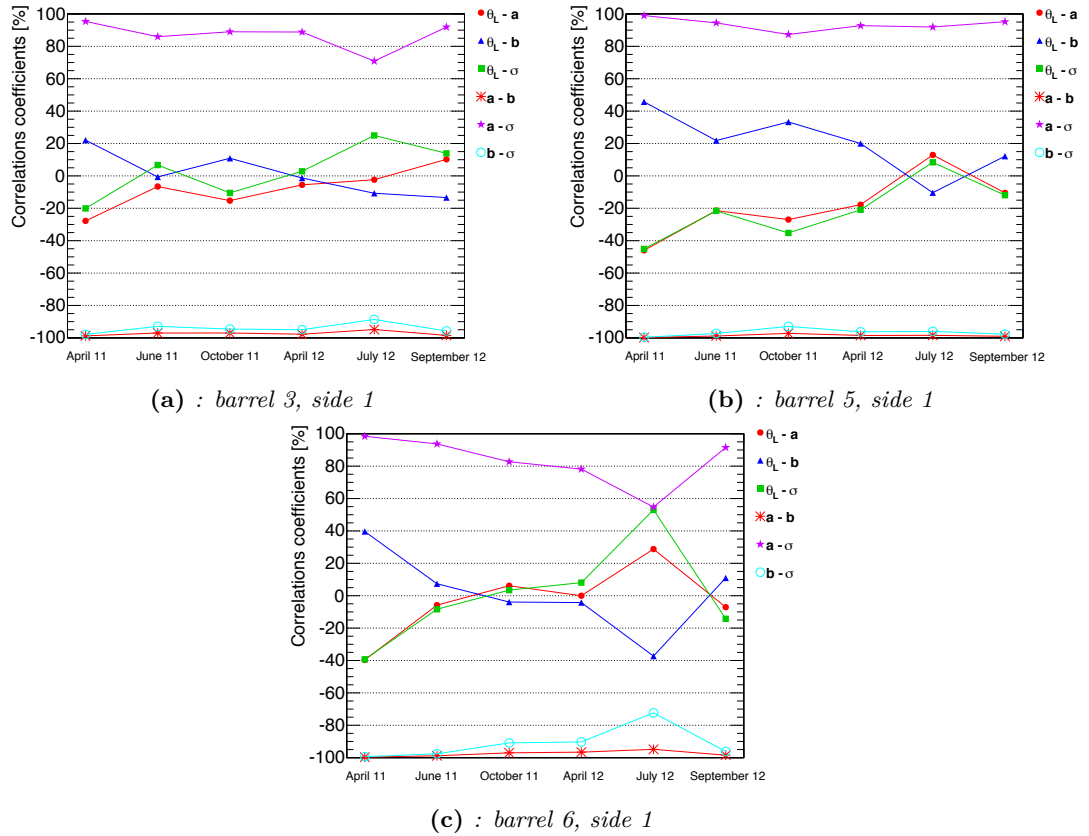 Correlations coefficients [%]
100
80
60
40
20
0
-20
-40
-60
-80
-100
April 11 June 11 October 11 April 12 July 12 September 12
θL - a
θL - b
θL - σ
a - b
a - σ
b - σ
(a) : barrel 3, side 1
Correlations coefficients [%]
100
80
60
40
20
0
-20
-40
-60
-80
-100
April 11 June 11 October 11 April 12 July 12 September 12
θL - a
θL - b
θL - σ
a - b
a - σ
b - σ
(b) : barrel 5, side 1
Correlations coefficients [%]
100
80
60
40
20
0
-20
-40
-60
-80
-100
April 11 June 11 October 11 April 12 July 12 September 12
θL - a
θL - b
θL - σ
a - b
a - σ
b - σ
(c) : barrel 6, side 1